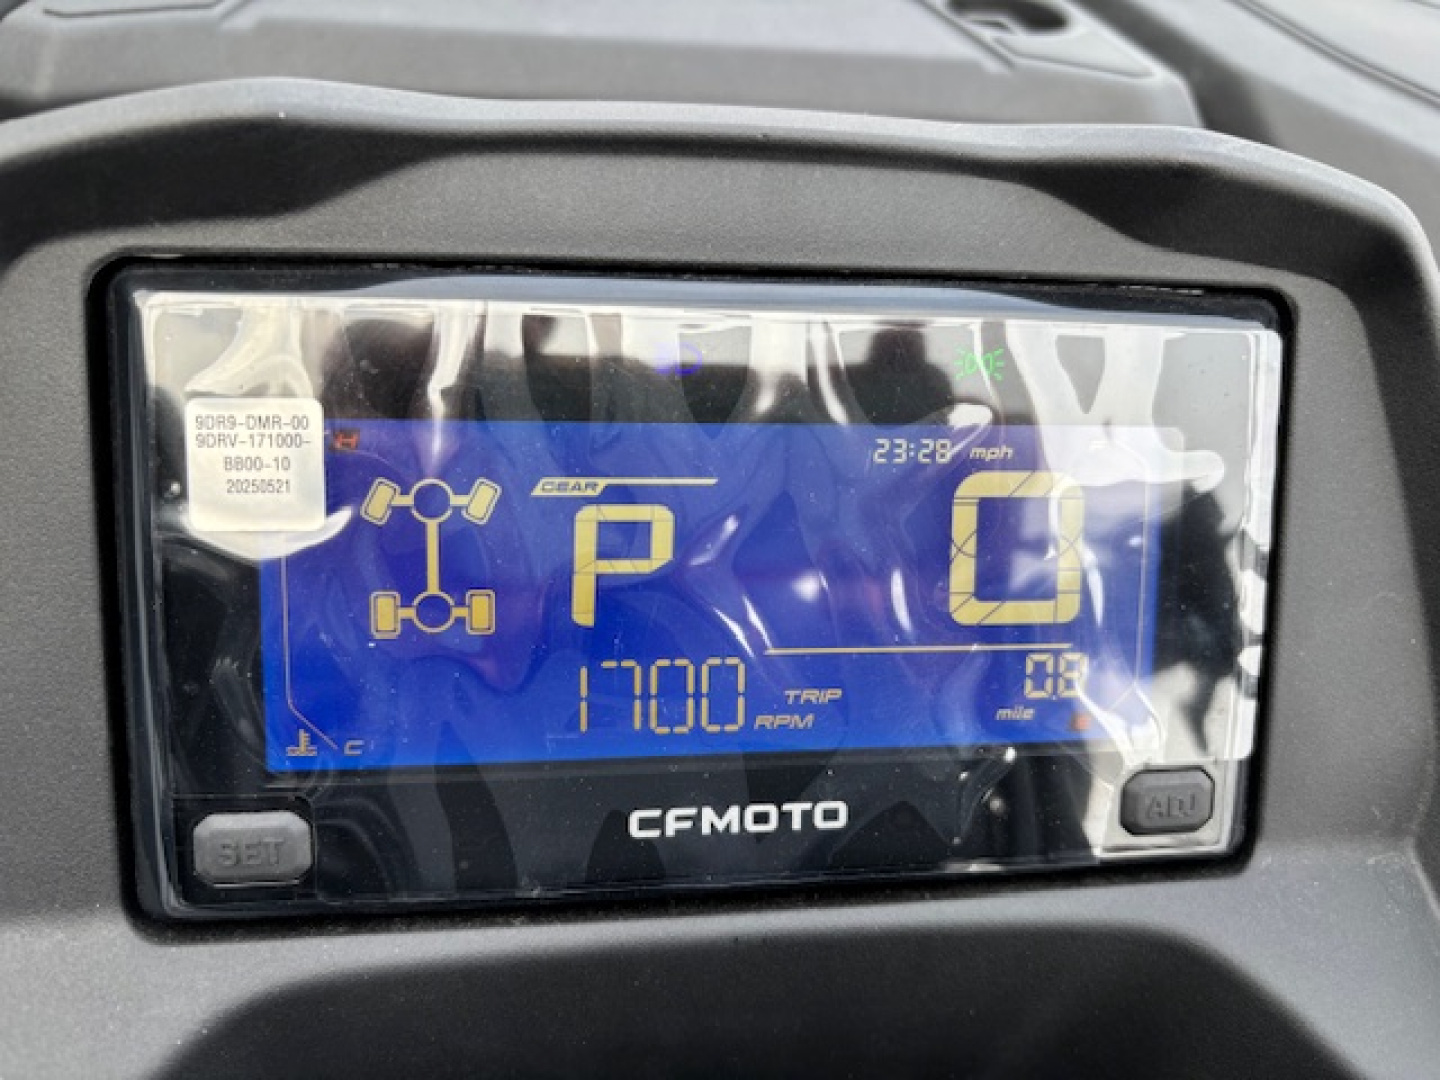 9DR9-DMR-00
9DRV-171000-
BB00-10
20250521
H
23:28 mph
GEAR
P
0
1700 TRIP
RPM
0.8
mile
C
E
CFMOTO
SET
ADJ